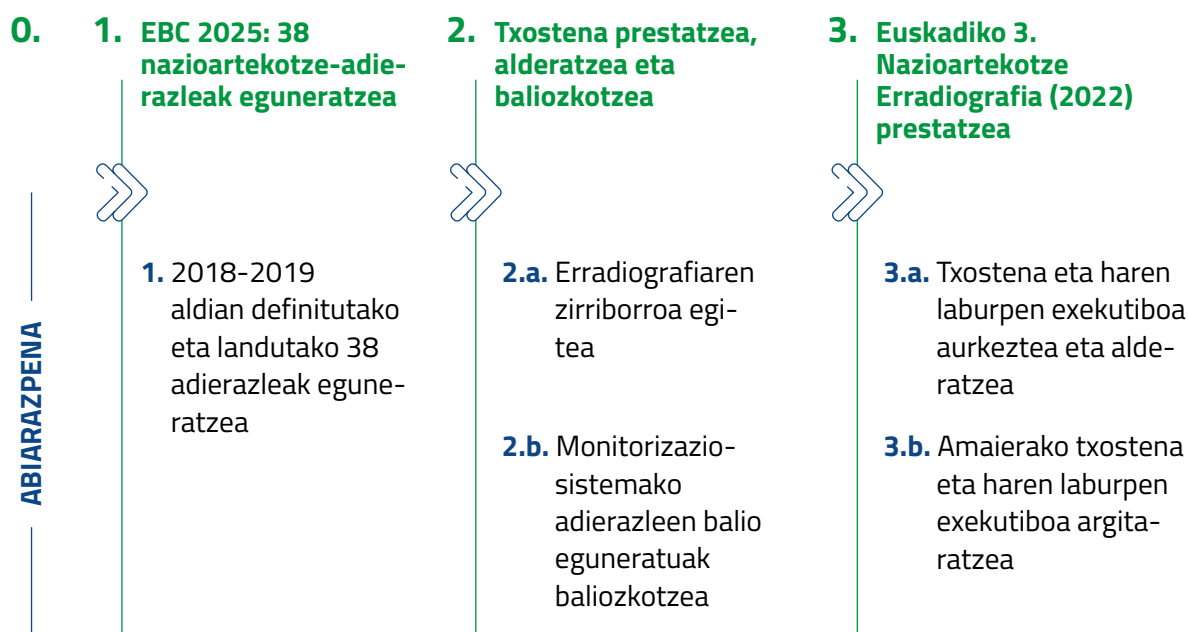 0.
ABIARAZPENA
1. EBC 2025: 38
nazioartekotze-adie-
razleak eguneratzea
1. 2018-2019
aldian definitutako
eta landutako 38
adierazleak egune-
ratzea
2. Txostena prestatzea,
alderatzea eta
baliozkotzea
2.a. Erradiografiaren
zirriborroa egi-
tea
2.b. Monitorizazio-
sistemako
adierazleen balio
eguneratuak
baliozkotzea
3. Euskadiko 3.
Nazioartekotze
Erradiografia (2022)
prestatzea
3.a. Txostena eta haren
laburpen exekutiboa
aurkeztea eta alde-
ratzea
3.b. Amaierako txostena
eta haren laburpen
exekutiboa argita-
ratzea